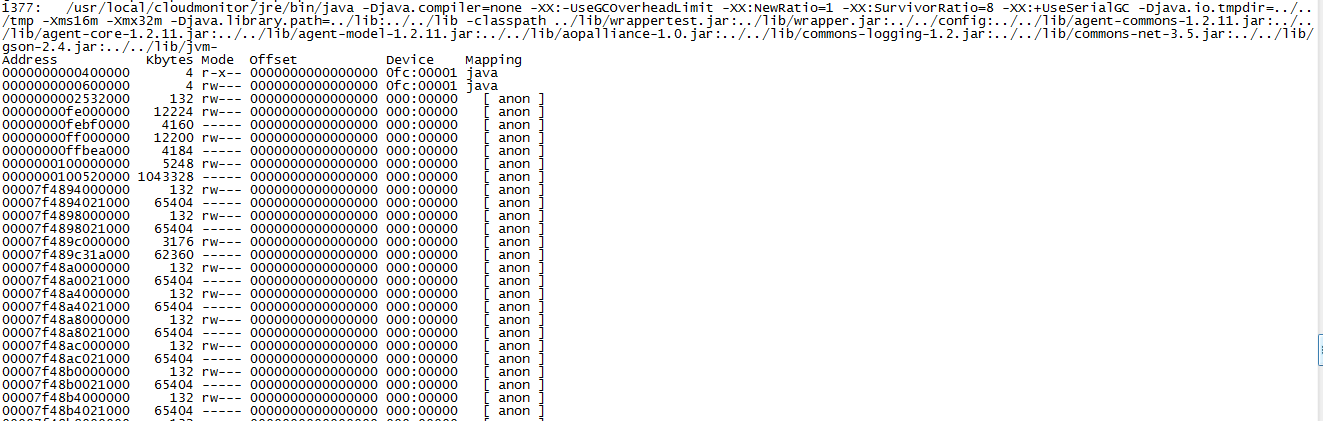 1377:   /usr/local/cloudmonitor/jre/bin/java -Djava.compiler=none -XX:-UseGCOverheadLimit -XX:NewRatio=1 -XX:SurvivorRatio=8 -XX:+UseSerialGC -Djava.io.tmpdir=../..
/tmp -Xms16m -Xmx32m -Djava.library.path=../lib:../../lib -classpath ../lib/wrappertest.jar:../lib/wrapper.jar:../../config:../../lib/agent-commons-1.2.11.jar:../..
/lib/agent-core-1.2.11.jar:../../lib/agent-model-1.2.11.jar:../../lib/aopalliance-1.0.jar:../../lib/commons-logging-1.2.jar:../../lib/commons-net-3.5.jar:../../lib/
gson-2.4.jar:../../lib/jvm-
Address           Kbytes Mode  Offset           Device    Mapping
0000000000400000       4 r-x-- 0000000000000000 0fc:00001 java
0000000000600000       4 rw--- 0000000000000000 0fc:00001 java
0000000002532000     132 rw--- 0000000000000000 000:00000   [ anon ]
00000000fe000000   12224 rw--- 0000000000000000 000:00000   [ anon ]
00000000febf0000    4160 ----- 0000000000000000 000:00000   [ anon ]
00000000ff000000   12200 rw--- 0000000000000000 000:00000   [ anon ]
00000000ffbea000    4184 ----- 0000000000000000 000:00000   [ anon ]
0000000100000000    5248 rw--- 0000000000000000 000:00000   [ anon ]
0000000100520000 1043328 ----- 0000000000000000 000:00000   [ anon ]
00007f4894000000     132 rw--- 0000000000000000 000:00000   [ anon ]
00007f4894021000   65404 ----- 0000000000000000 000:00000   [ anon ]
00007f4898000000     132 rw--- 0000000000000000 000:00000   [ anon ]
00007f4898021000   65404 ----- 0000000000000000 000:00000   [ anon ]
00007f489c000000    3176 rw--- 0000000000000000 000:00000   [ anon ]
00007f489c31a000   62360 ----- 0000000000000000 000:00000   [ anon ]
00007f48a0000000     132 rw--- 0000000000000000 000:00000   [ anon ]
00007f48a0021000   65404 ----- 0000000000000000 000:00000   [ anon ]
00007f48a4000000     132 rw--- 0000000000000000 000:00000   [ anon ]
00007f48a4021000   65404 ----- 0000000000000000 000:00000   [ anon ]
00007f48a8000000     132 rw--- 0000000000000000 000:00000   [ anon ]
00007f48a8021000   65404 ----- 0000000000000000 000:00000   [ anon ]
00007f48ac000000     132 rw--- 0000000000000000 000:00000   [ anon ]
00007f48ac021000   65404 ----- 0000000000000000 000:00000   [ anon ]
00007f48b0000000     132 rw--- 0000000000000000 000:00000   [ anon ]
00007f48b0021000   65404 ----- 0000000000000000 000:00000   [ anon ]
00007f48b4000000     132 rw--- 0000000000000000 000:00000   [ anon ]
00007f48b4021000   65404 ----- 0000000000000000 000:00000   [ anon ]